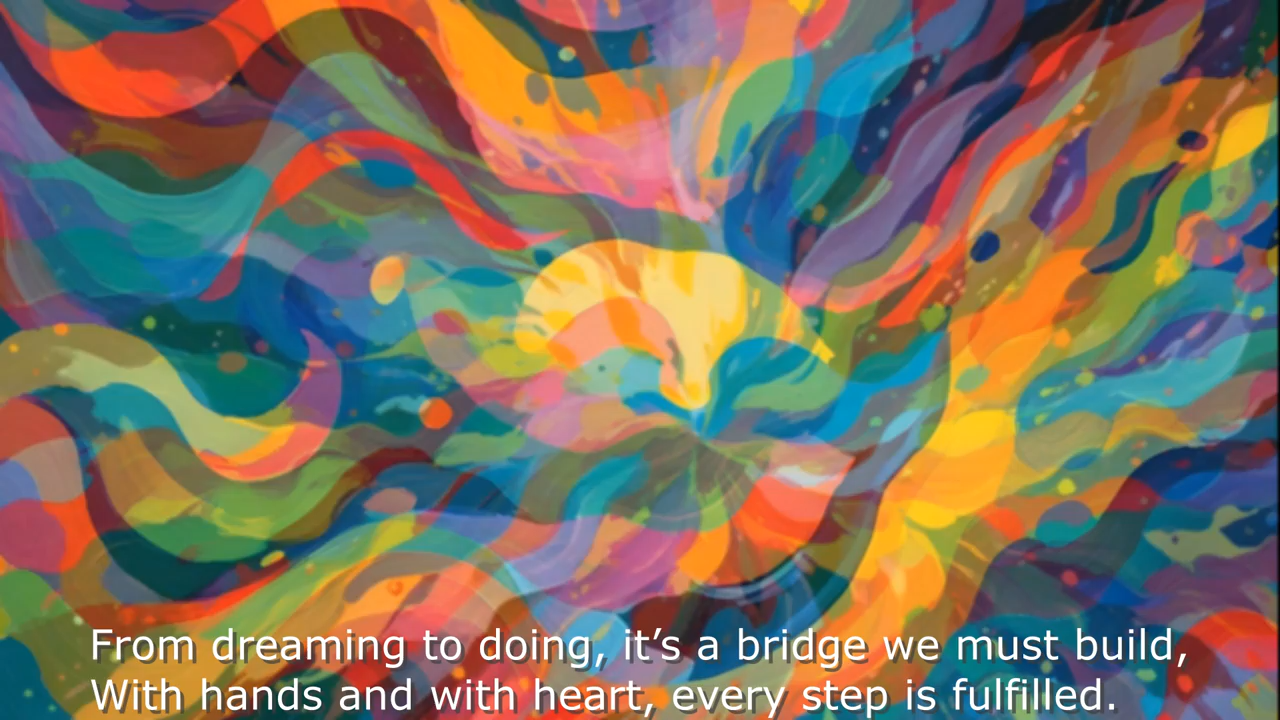 From dreaming to doing, it’s a bridge we must build,
With hands and with heart, every step is fulfilled.